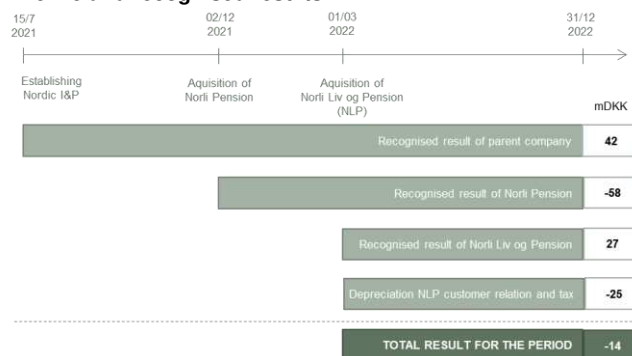 15/7 02/12 01/03 31/12
2021 2021 2022 2022
Establishing Aquisition of Aquisition of
Nordic I&P Norli Pension Norli Liv og Pension
(NLP)
mDKK
Recognised result of parent company 42
Recognised result of Norli Pension -58
Recognised result of Norli Liv og Pension 27
Depreciation NLP customer relation and tax -25
TOTAL RESULT FOR THE PERIOD -14